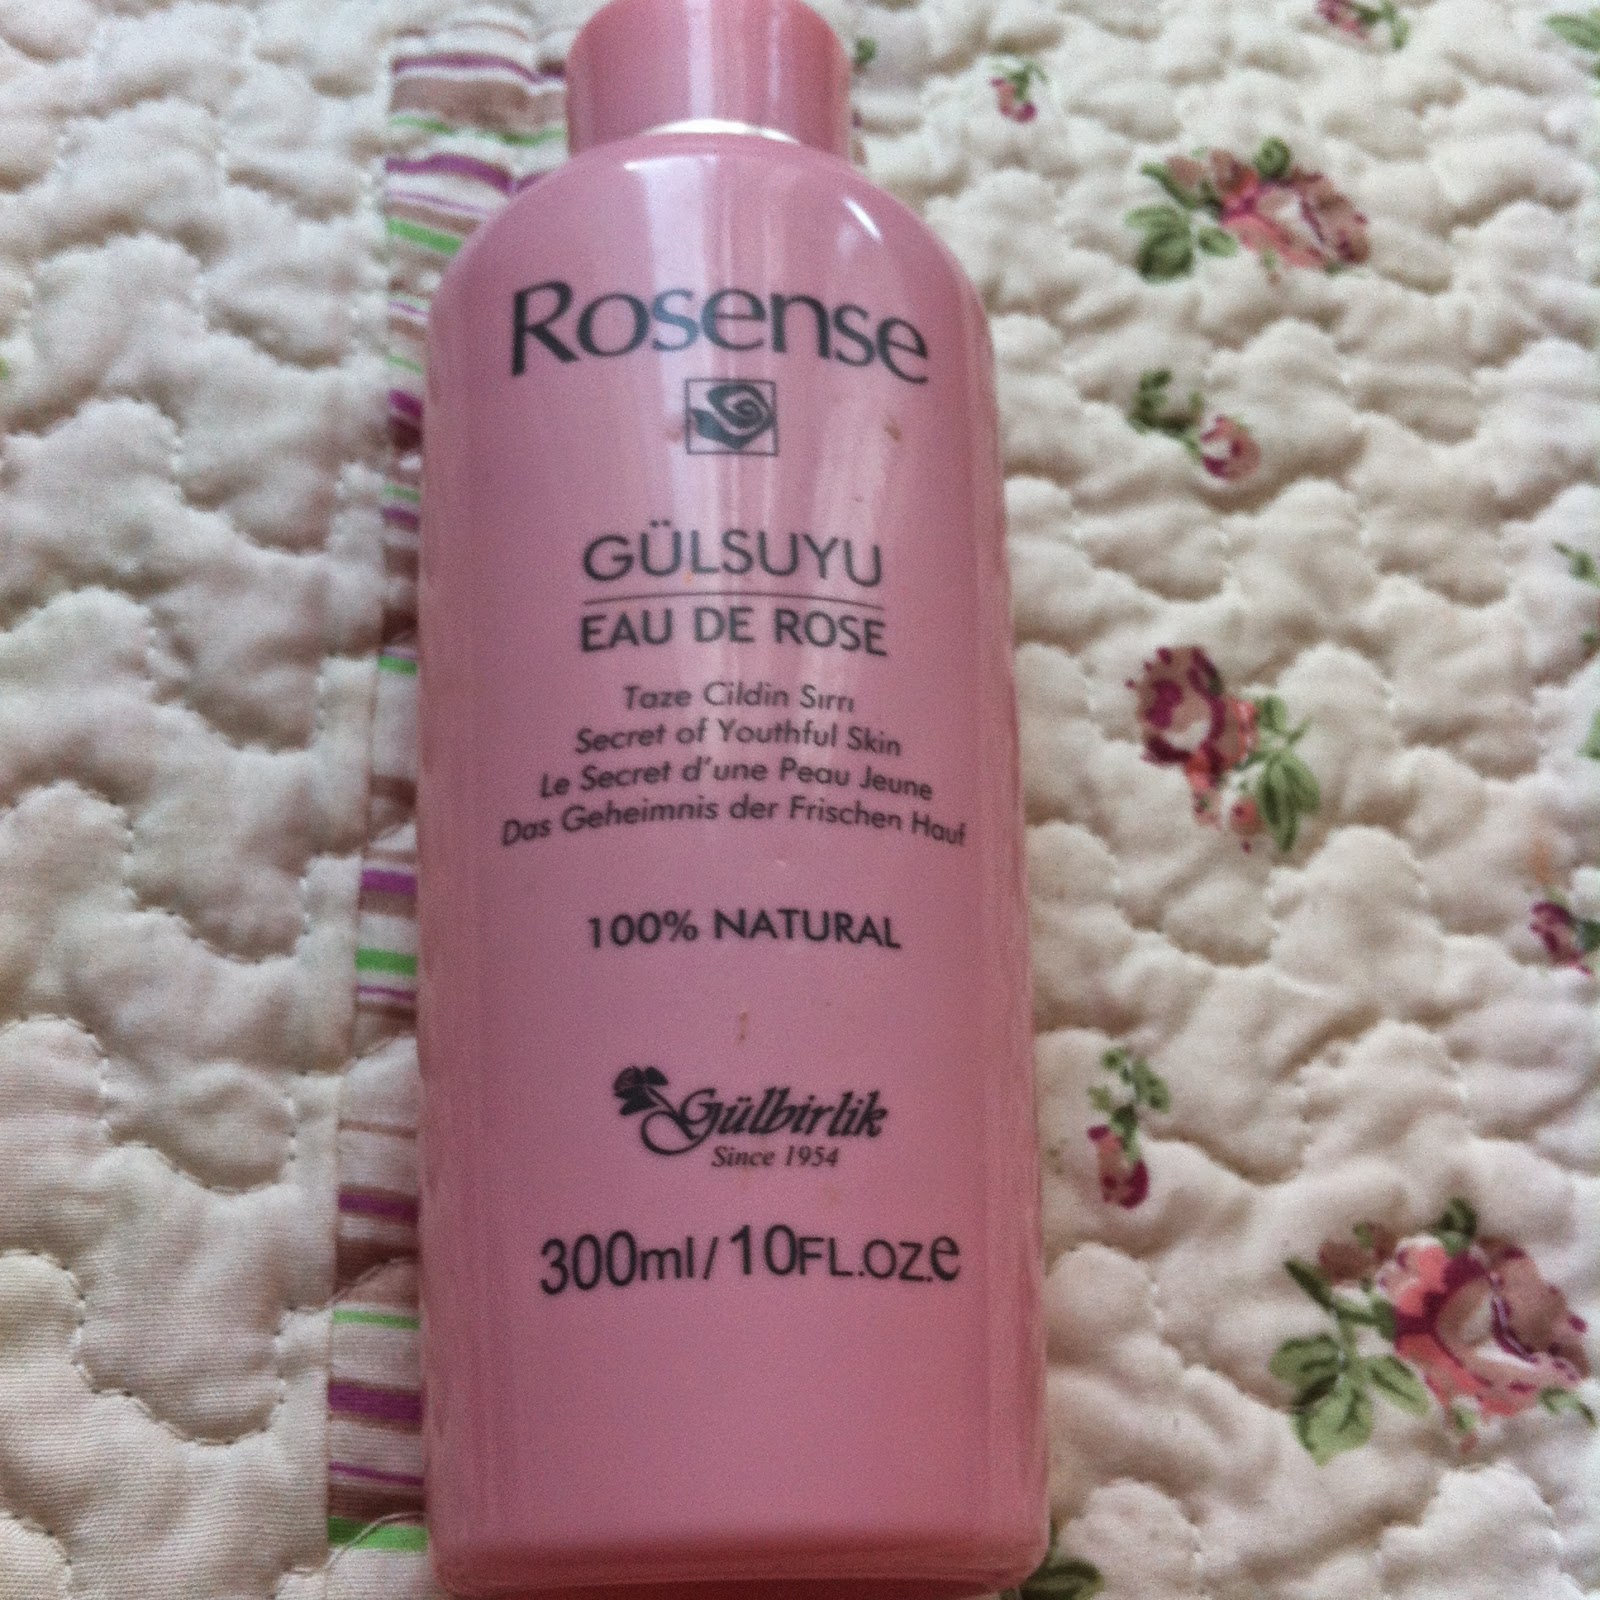 Rosense
GÜLSUYU
EAU DE ROSE
Taze Cildin Sırrı
Secret of Youthful Skin
Le Secret d'une Peau Jeune
Das Geheimnis der Frischen Hauf
100% NATURAL
Gülbirlik
Since 1954
300ml/10FL.OZ.e